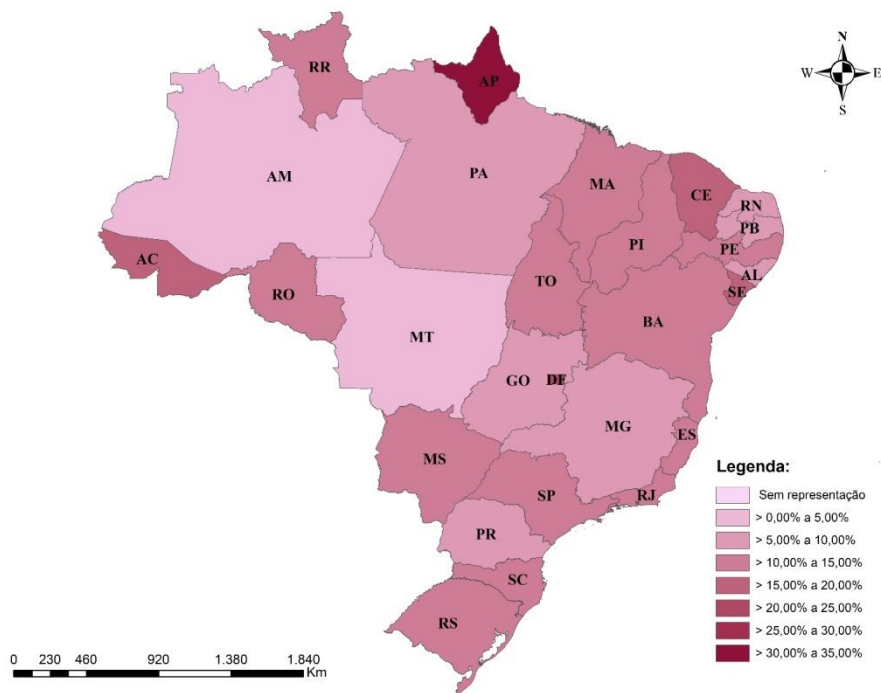 N
W E
S
RR
AP
AM
PA
MA
CE
RN
PB
PI
PE
AL
SE
AC
RO
TO
BA
MT
GO
DF
MG
ES
MS
SP
RJ
PR
SC
RS
Legenda:
Sem representação
> 0,00% a 5,00%
> 5,00% a 10,00%
> 10,00% a 15,00%
> 15,00% a 20,00%
> 20,00% a 25,00%
> 25,00% a 30,00%
> 30,00% a 35,00%
0 230 460 920 1.380 1.840
Km